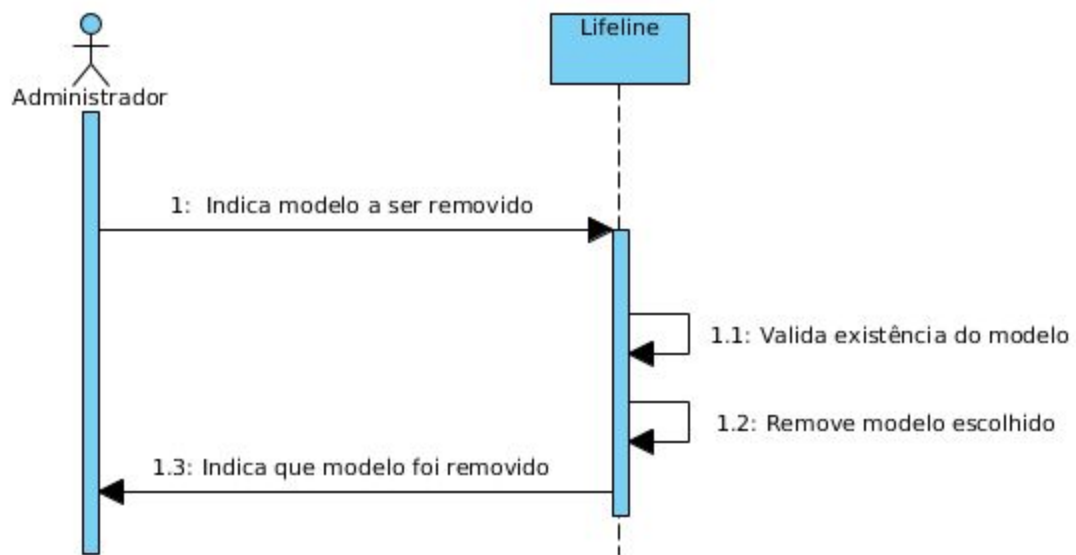 Lifeline
Administrador
1: Indica modelo a ser removido
1.1: Valida existência do modelo
1.2: Remove modelo escolhido
1.3: Indica que modelo foi removido